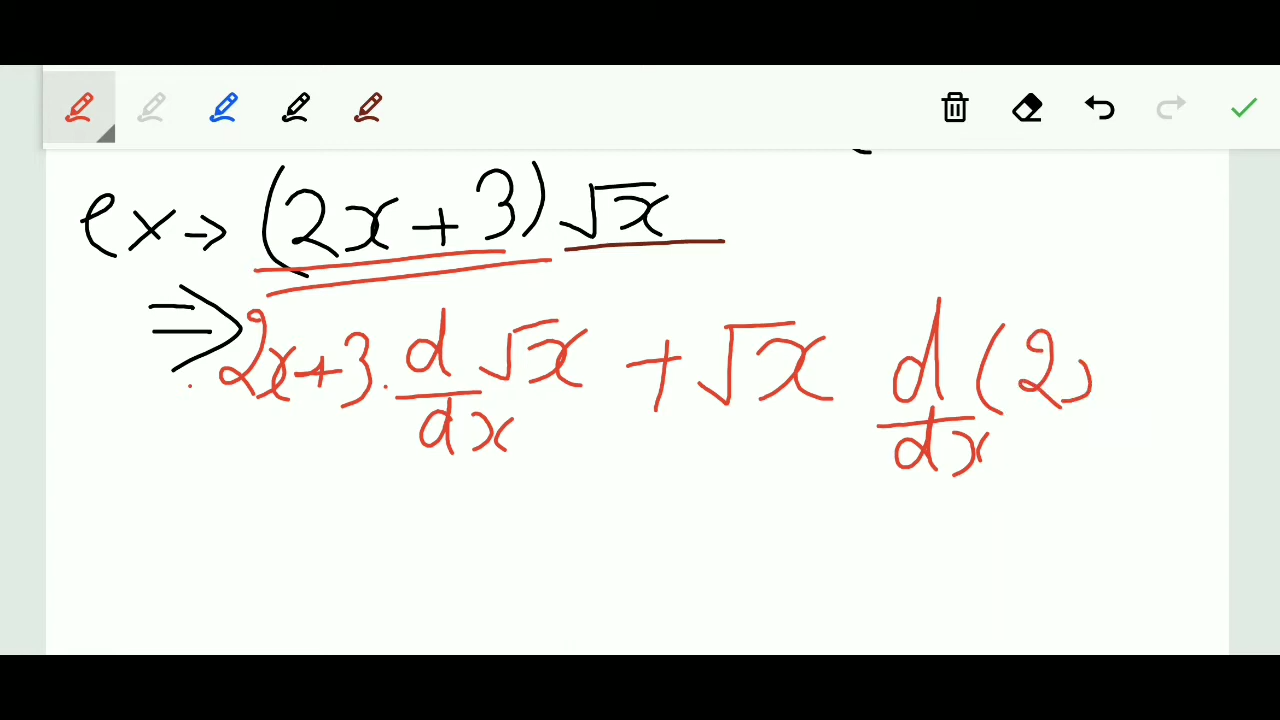 ex → (2x + 3) √x
⇒ 2x+3 . d/dx √x + √x d/dx (2